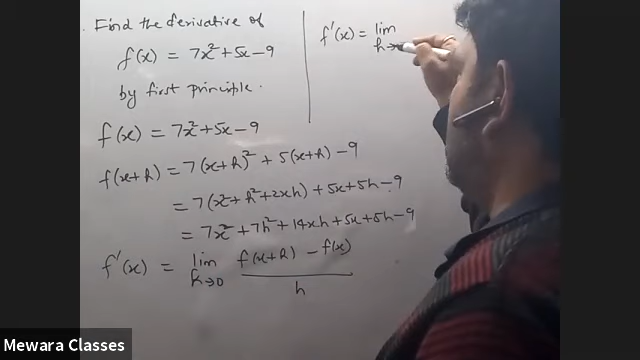 Find the derivative of
f(x) = 7x²+5x-9
by first principle.
f(x) = 7x²+5x-9
f(x+h) = 7(x+h)² + 5(x+h) -9
= 7(x²+h²+2xh) + 5x+5h-9
= 7x²+7h²+14xh+5x+5h-9
f'(x) = lim f(x+h) - f(x)
h→0 h
f'(x) = lim
h→
Mewara Classes